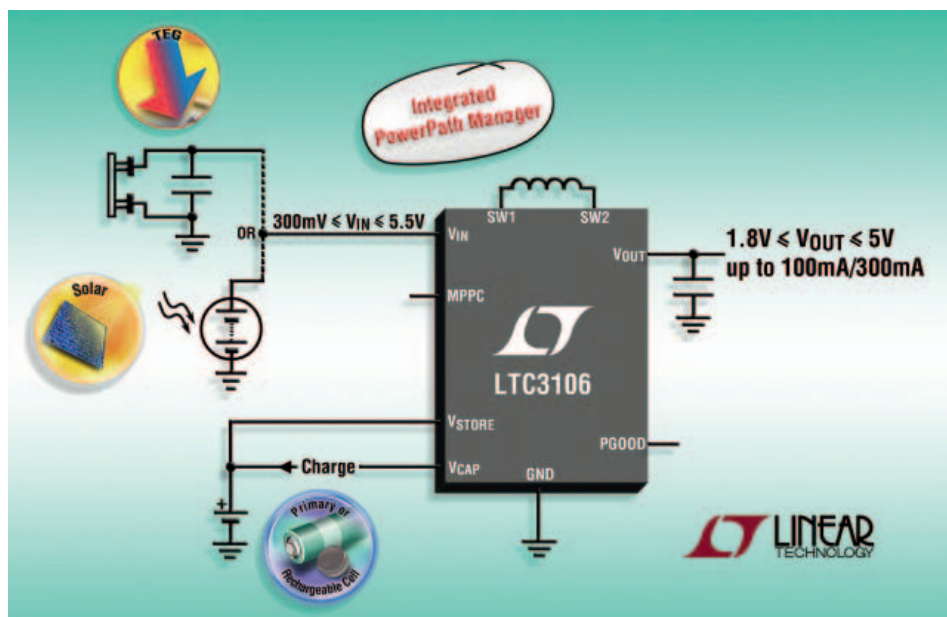 TEG
Integrated
PowerPath Manager
SW1
SW2
OR
300mV ≤ VIN ≤ 5.5V
VIN
VOUT
1.8V ≤ VOUT ≤ 5V
up to 100mA/300mA
Solar
MPPC
LTC3106
VSTORE
PGOOD
Charge
VCAP
GND
+
Primary or
Rechargeable Cell
LINEAR
TECHNOLOGY